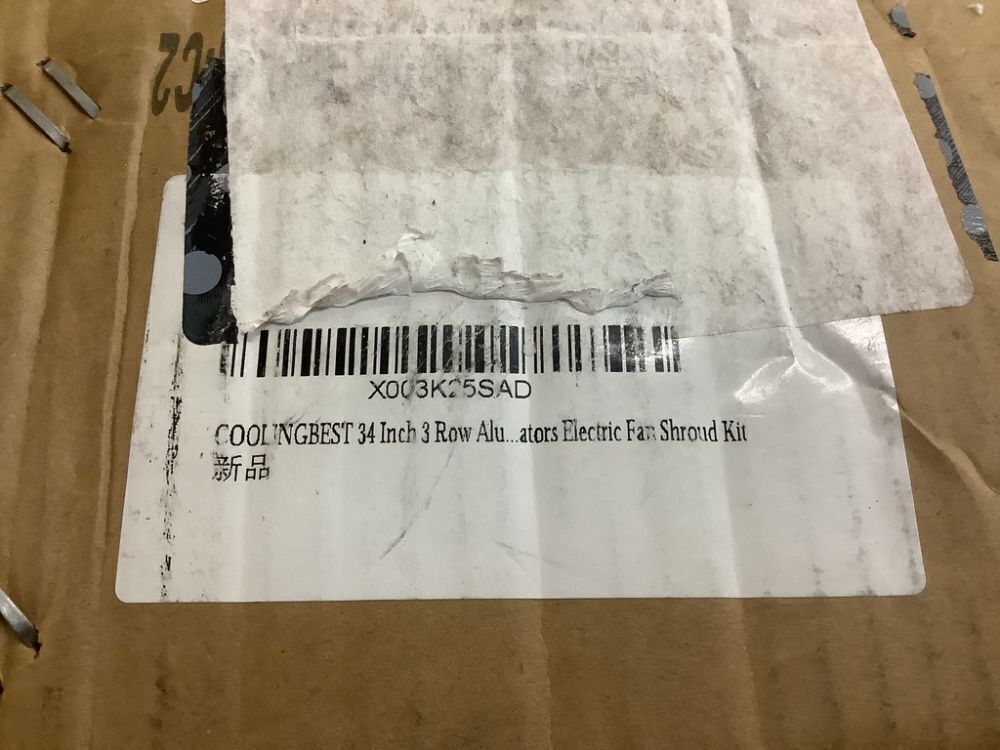 X003K25SAD
COOLINGBEST 34 Inch 3 Row Alu...ators Electric Fan Shroud Kit
新品